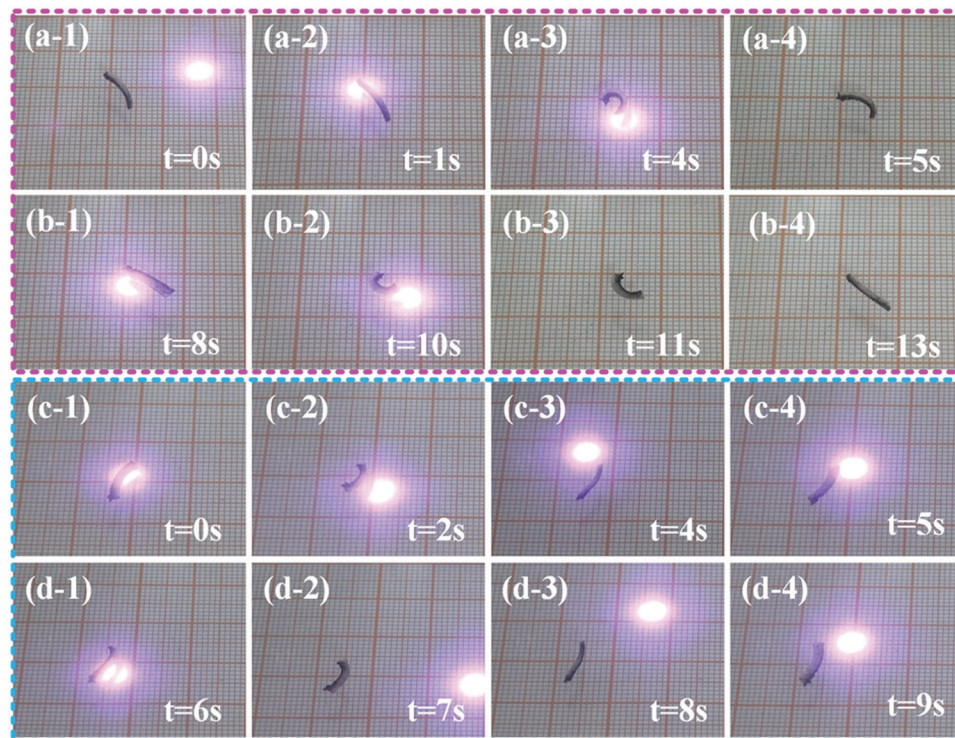 (a-1) (a-2) (a-3) (a-4)
t=0s t=1s t=4s t=5s
(b-1) (b-2) (b-3) (b-4)
t=8s t=10s t=11s t=13s
(c-1) (c-2) (c-3) (c-4)
t=0s t=2s t=4s t=5s
(d-1) (d-2) (d-3) (d-4)
t=6s t=7s t=8s t=9s